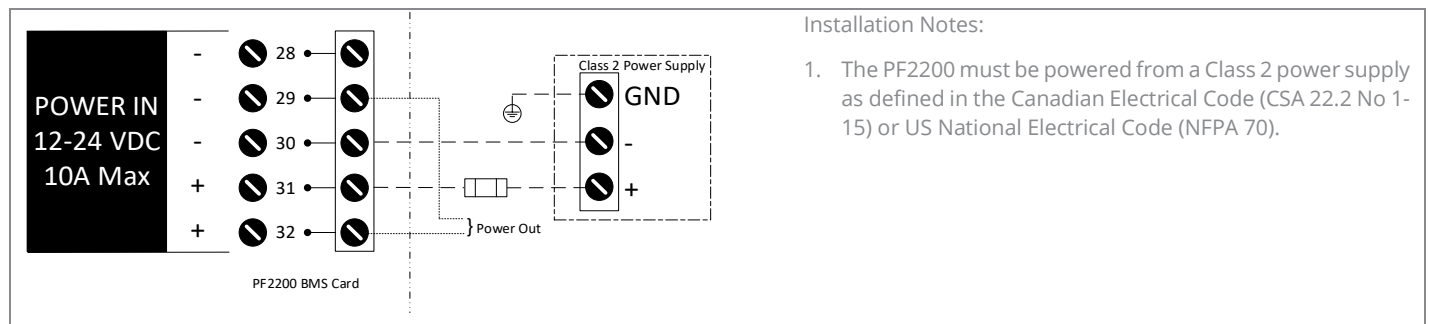 POWER IN
12-24 VDC
10A Max
- 28
- 29
- 30
+ 31
+ 32
PF2200 BMS Card
Class 2 Power Supply
GND
-
+
} Power Out
Installation Notes:
1. The PF2200 must be powered from a Class 2 power supply
as defined in the Canadian Electrical Code (CSA 22.2 No 1-
15) or US National Electrical Code (NFPA 70).